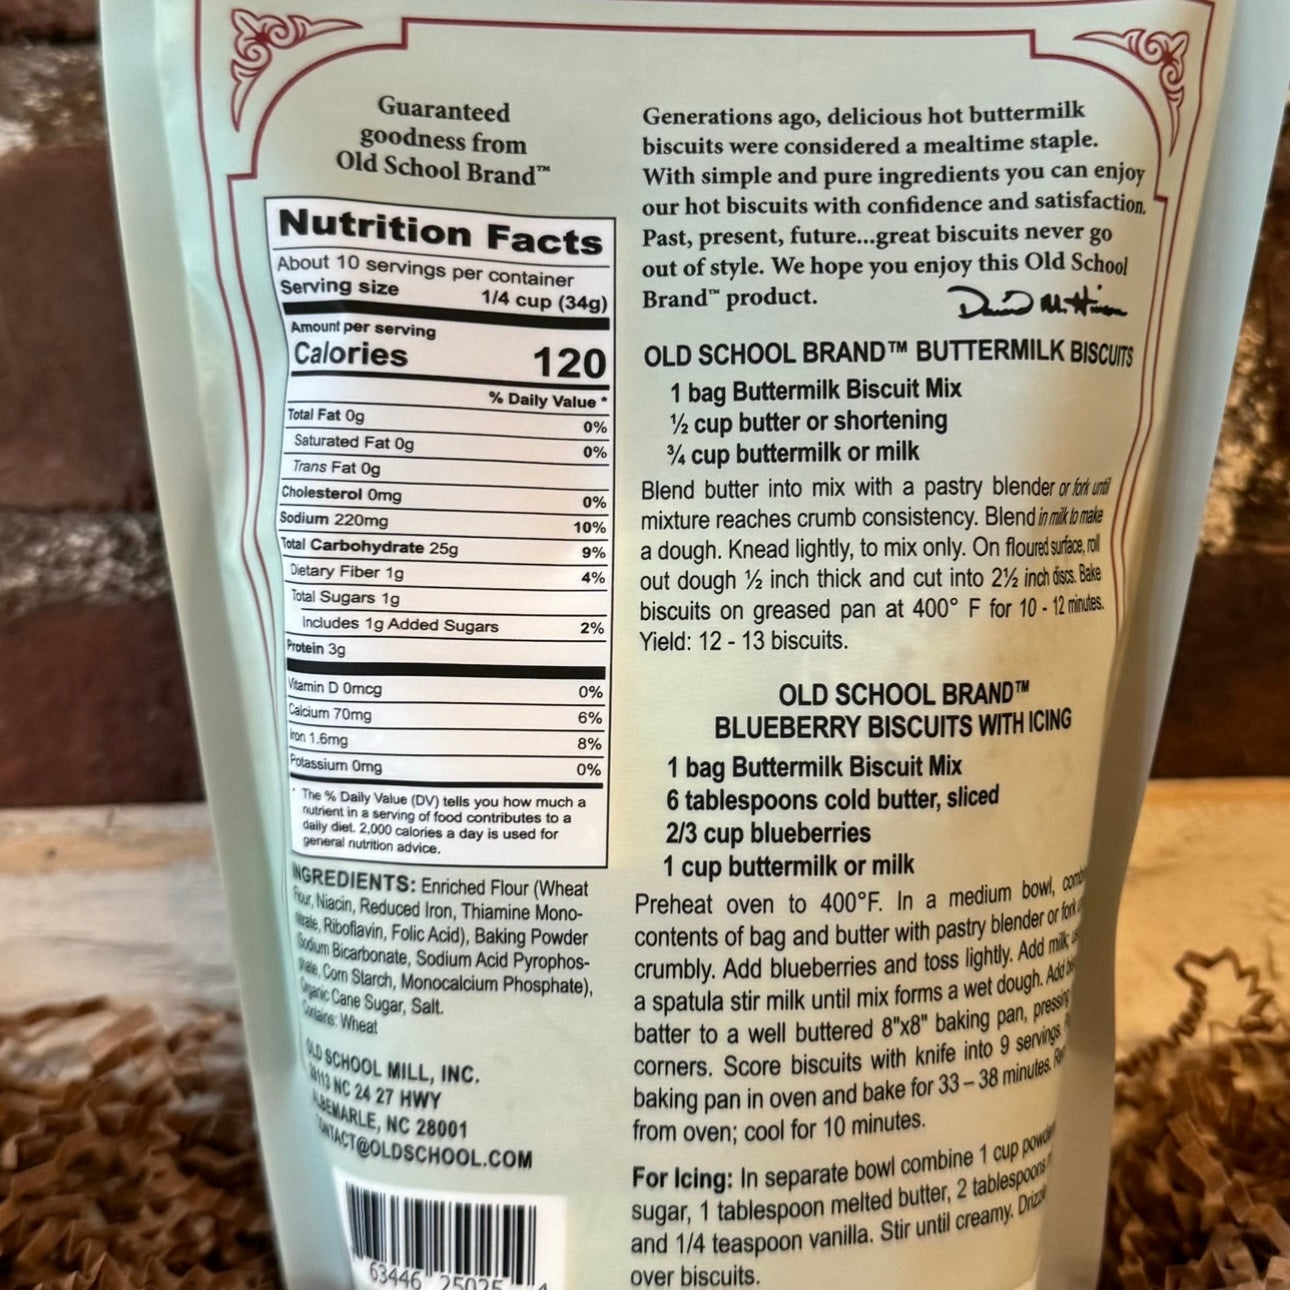 Guaranteed
goodness from
Old School Brand™
Nutrition Facts
About 10 servings per container
Serving size 1/4 cup (34g)
Amount per serving
Calories 120
% Daily Value *
Total Fat 0g 0%
Saturated Fat 0g 0%
Trans Fat 0g
Cholesterol 0mg 0%
Sodium 220mg 10%
Total Carbohydrate 25g 9%
Dietary Fiber 1g 4%
Total Sugars 1g
Includes 1g Added Sugars 2%
Protein 3g
Vitamin D 0mcg 0%
Calcium 70mg 6%
Iron 1.6mg 8%
Potassium 0mg 0%
* The % Daily Value (DV) tells you how much a
nutrient in a serving of food contributes to a
daily diet. 2,000 calories a day is used for
general nutrition advice.
INGREDIENTS: Enriched Flour (Wheat
Flour, Niacin, Reduced Iron, Thiamine Mono-
Riboflavin, Folic Acid), Baking Powder
Sodium Bicarbonate, Sodium Acid Pyrophos-
Corn Starch, Monocalcium Phosphate),
Organic Cane Sugar, Salt.
Contains: Wheat
OLD SCHOOL MILL, INC.
NC 24 27 HWY
ALBEMARLE, NC 28001
CONTACT@OLDSCHOOL.COM
63446 25025 4
Generations ago, delicious hot buttermilk
biscuits were considered a mealtime staple.
With simple and pure ingredients you can enjoy
our hot biscuits with confidence and satisfaction.
Past, present, future...great biscuits never go
out of style. We hope you enjoy this Old School
Brand™ product.
OLD SCHOOL BRAND™ BUTTERMILK BISCUITS
1 bag Buttermilk Biscuit Mix
½ cup butter or shortening
¾ cup buttermilk or milk
Blend butter into mix with a pastry blender or fork until
mixture reaches crumb consistency. Blend in milk to make
a dough. Knead lightly, to mix only. On floured surface, roll
out dough ½ inch thick and cut into 2½ inch discs. Bake
biscuits on greased pan at 400° F for 10 - 12 minutes.
Yield: 12 - 13 biscuits.
OLD SCHOOL BRAND™
BLUEBERRY BISCUITS WITH ICING
1 bag Buttermilk Biscuit Mix
6 tablespoons cold butter, sliced
2/3 cup blueberries
1 cup buttermilk or milk
Preheat oven to 400°F. In a medium bowl,
contents of bag and butter with pastry blender or fork
crumbly. Add blueberries and toss lightly. Add milk
a spatula stir milk until mix forms a wet dough. Add
batter to a well buttered 8"x8" baking pan, pressing
corners. Score biscuits with knife into 9 servings.
baking pan in oven and bake for 33 – 38 minutes.
from oven; cool for 10 minutes.
For Icing: In separate bowl combine 1 cup
sugar, 1 tablespoon melted butter, 2 tablespoons
and 1/4 teaspoon vanilla. Stir until creamy. Drizzle
over biscuits.